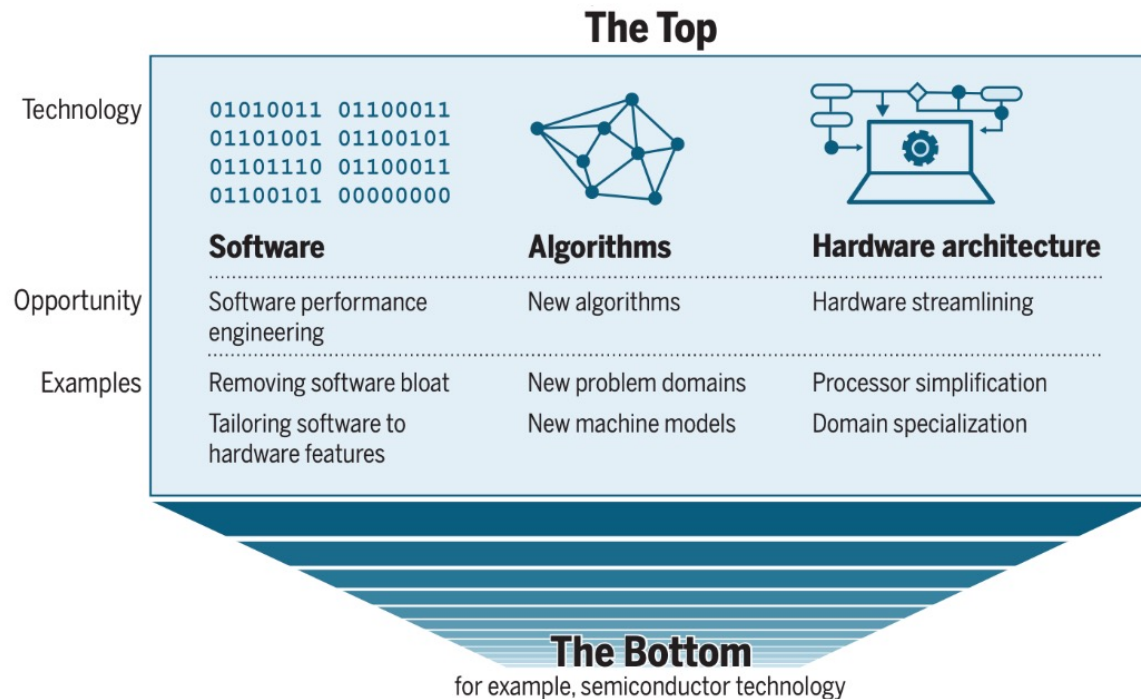 The Top
Technology
01010011 01100011
01101001 01100101
01101110 01100011
01100101 00000000
Software
Algorithms
Hardware architecture
Opportunity
Software performance
engineering
New algorithms
Hardware streamlining
Examples
Removing software bloat
New problem domains
Processor simplification
Tailoring software to
hardware features
New machine models
Domain specialization
The Bottom
for example, semiconductor technology